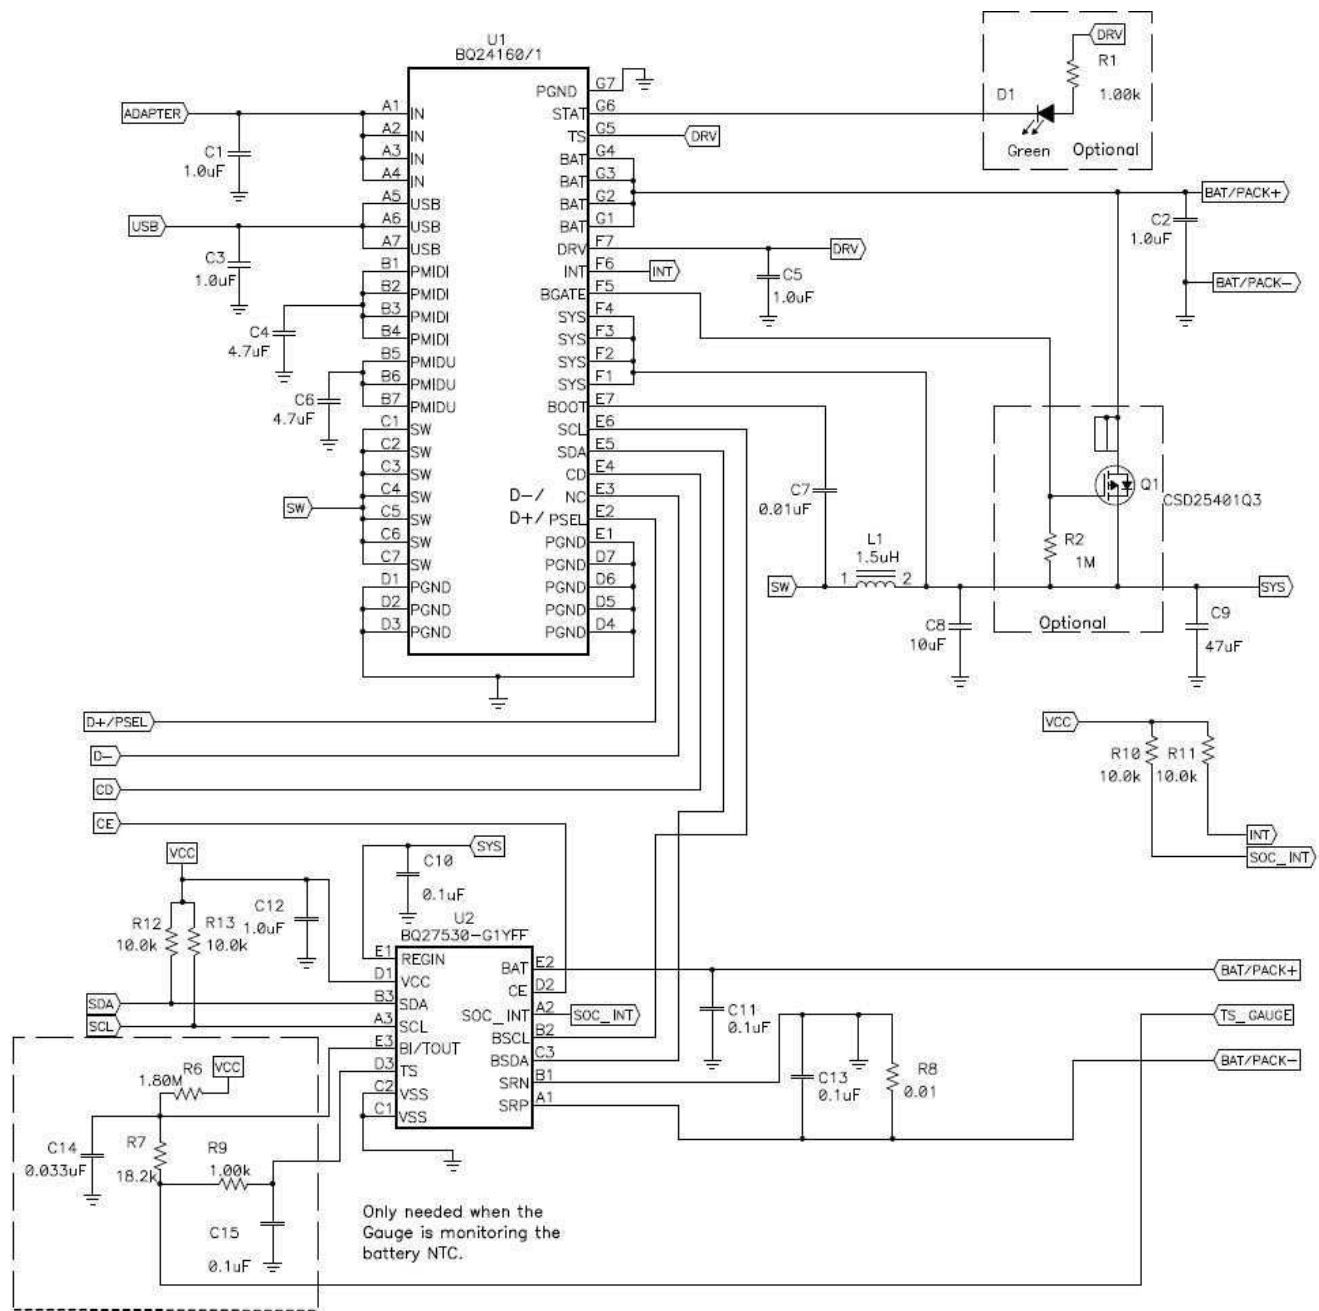 U1
BQ24160/1
ADAPTER
C1
1.0uF
USB
C3
1.0uF
C4
4.7uF
C6
4.7uF
SW
A1 IN
A2 IN
A3 IN
A4 IN
A5 USB
A6 USB
A7 USB
B1 PMIDI
B2 PMIDI
B3 PMIDI
B4 PMIDI
B5 PMIDU
B6 PMIDU
B7 PMIDU
C1 SW
C2 SW
C3 SW
C4 SW
C5 SW
C6 SW
C7 SW
D1 PGND
D2 PGND
D3 PGND
PGND G7
STAT G6
TS G5
BAT G4
BAT G3
BAT G2
BAT G1
DRV F7
INT F6
BGATE F5
SYS F4
SYS F3
SYS F2
SYS F1
BOOT E7
SCL E6
SDA E5
CD E4
D-/ NC E3
D+/ PSEL E2
PGND E1
PGND D7
PGND D6
PGND D5
PGND D4
DRV
R1
1.00k
D1
Green
Optional
DRV
BAT/PACK+
C2
1.0uF
BAT/PACK-
DRV
C5
1.0uF
INT
C7
0.01uF
L1
1.5uH
SW
1
2
R2
1M
Q1
CSD25401Q3
Optional
SYS
C8
10uF
C9
47uF
D+/PSEL
D-
CD
CE
VCC
R10
10.0k
R11
10.0k
INT
SOC_INT
VCC
R12
10.0k
R13
10.0k
C12
1.0uF
SYS
C10
0.1uF
U2
BQ27530-G1YFF
SDA
SCL
E1 REGIN
D1 VCC
B3 SDA
A3 SCL
E3 BI/TOUT
D3 TS
C2 VSS
C1 VSS
BAT E2
CE D2
SOC_INT A2
BSCL B2
BSDA C3
SRN B1
SRP A1
SOC_INT
C11
0.1uF
C13
0.1uF
R8
0.01
BAT/PACK+
TS_GAUGE
BAT/PACK-
R6
1.80M
VCC
C14
0.033uF
R7
18.2k
R9
1.00k
C15
0.1uF
Only needed when the
Gauge is monitoring the
battery NTC.